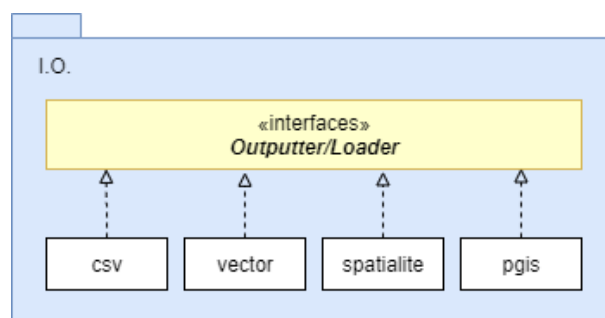 I.O.
«interfaces»
Outputter/Loader
csv
vector
spatialite
pgis